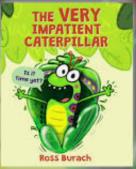 THE VERY
IMPATIENT
CATERPILLAR
Is it
time yet?
Ross Burach